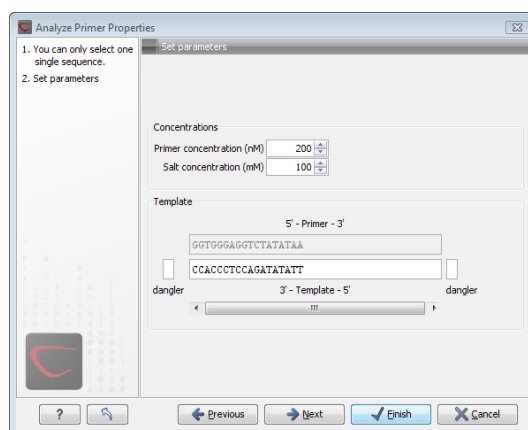 Analyze Primer Properties
1. You can only select one
single sequence.
2. Set parameters
Set parameters
Concentrations
Primer concentration (nM) 200
Salt concentration (mM) 100
Template
5' - Primer - 3'
GGTGGGAGGTCTATATAA
CCACCCTCCAGATATATT
dangler 3' - Template - 5' dangler
? Previous Next Finish Cancel